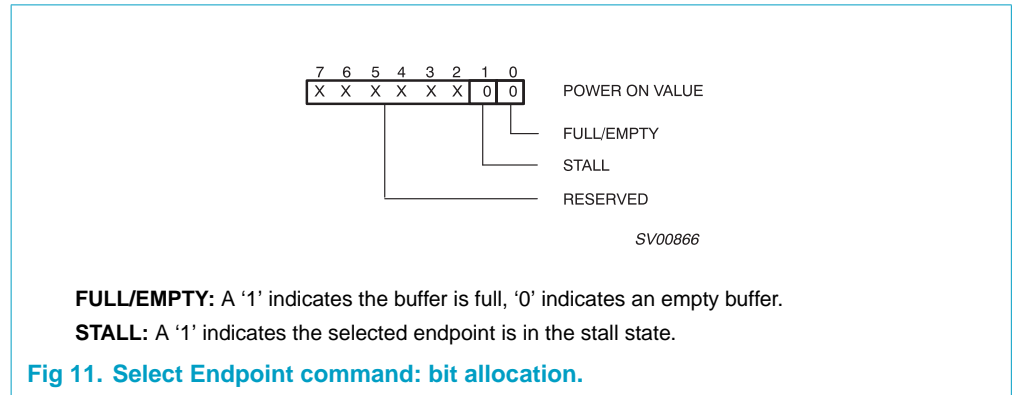 7 6 5 4 3 2 1 0
X X X X X X 0 0 POWER ON VALUE
FULL/EMPTY
STALL
RESERVED
SV00866
FULL/EMPTY: A ‘1’ indicates the buffer is full, ‘0’ indicates an empty buffer.
STALL: A ‘1’ indicates the selected endpoint is in the stall state.
Fig 11. Select Endpoint command: bit allocation.